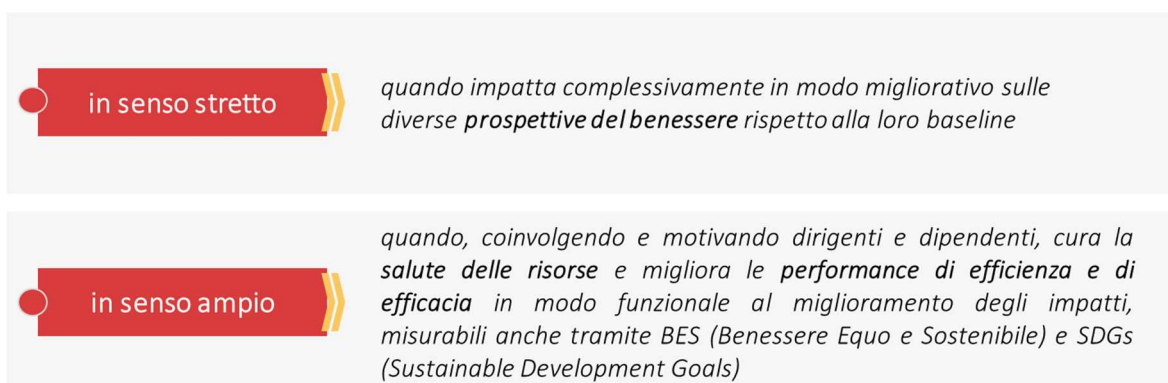 in senso stretto
quando impatta complessivamente in modo migliorativo sulle
diverse prospettive del benessere rispetto alla loro baseline
in senso ampio
quando, coinvolgendo e motivando dirigenti e dipendenti, cura la
salute delle risorse e migliora le performance di efficienza e di
efficacia in modo funzionale al miglioramento degli impatti,
misurabili anche tramite BES (Benessere Equo e Sostenibile) e SDGs
(Sustainable Development Goals)